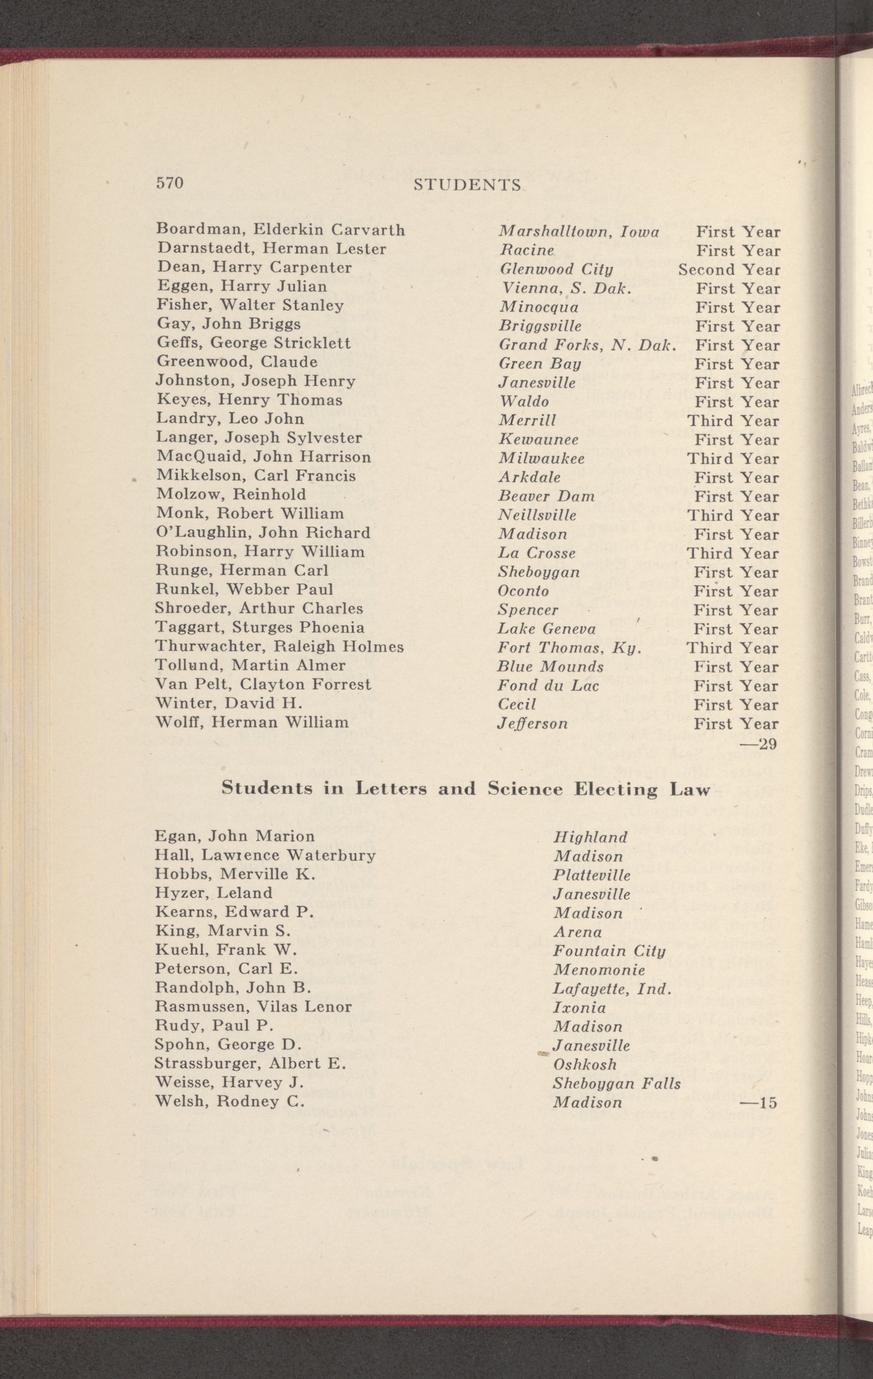 570 STUDENTS
Boardman, Elderkin Carvarth Marshalltown, Iowa First Year
Darnstaedt, Herman Lester Racine First Year
Dean, Harry Carpenter Glenwood City Second Year
Eggen, Harry Julian Vienna, S. Dak. First Year
Fisher, Walter Stanley Minocqua First Year
Gay, John Briggs Briggsville First Year
Geffs, George Stricklett Grand Forks, N. Dak. First Year
Greenwood, Claude Green Bay First Year
Johnston, Joseph Henry Janesville First Year
Keyes, Henry Thomas Waldo First Year
Landry, Leo John Merrill Third Year
Langer, Joseph Sylvester Kewaunee First Year
MacQuaid, John Harrison Milwaukee Third Year
Mikkelson, Carl Francis Arkdale First Year
Molzow, Reinhold Beaver Dam First Year
Monk, Robert William Neillsville Third Year
O'Laughlin, John Richard Madison First Year
Robinson, Harry William La Crosse Third Year
Runge, Herman Carl Sheboygan First Year
Runkel, Webber Paul Oconto First Year
Shroeder, Arthur Charles Spencer First Year
Taggart, Sturges Phoenia Lake Geneva First Year
Thurwachter, Raleigh Holmes Fort Thomas, Ky. Third Year
Tollund, Martin Almer Blue Mounds First Year
Van Pelt, Clayton Forrest Fond du Lac First Year
Winter, David H. Cecil First Year
Wolff, Herman William Jefferson First Year
—29
Students in Letters and Science Electing Law
Egan, John Marion Highland
Hall, Lawrence Waterbury Madison
Hobbs, Merville K. Platteville
Hyzer, Leland Janesville
Kearns, Edward P. Madison
King, Marvin S. Arena
Kuehl, Frank W. Fountain City
Peterson, Carl E. Menomonie
Randolph, John B. Lafayette, Ind.
Rasmussen, Vilas Lenor Ixonia
Rudy, Paul P. Madison
Spohn, George D. Janesville
Strassburger, Albert E. Oshkosh
Weisse, Harvey J. Sheboygan Falls
Welsh, Rodney C. Madison —15